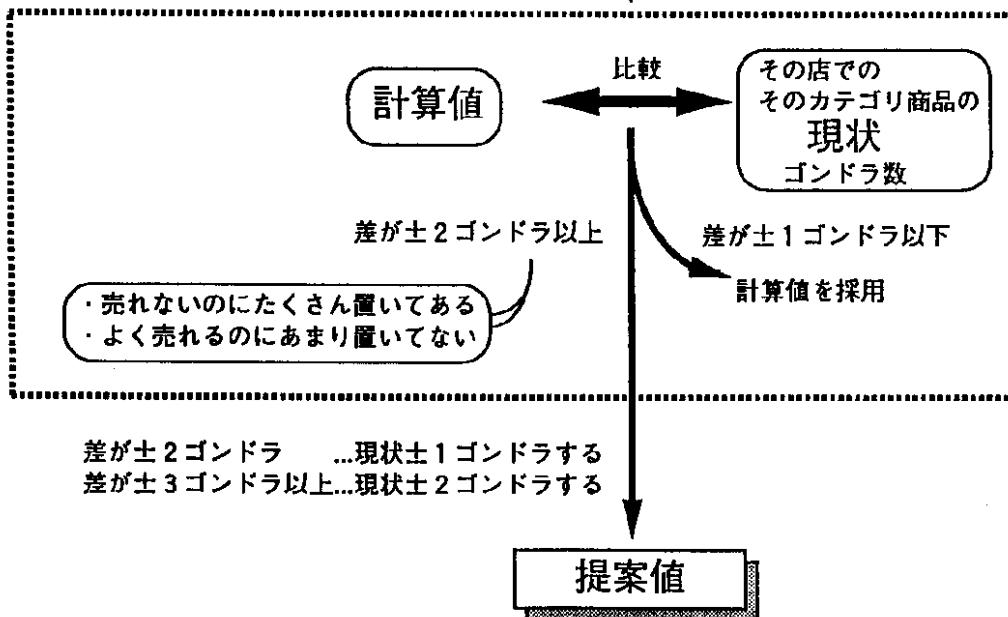 比較
計算値
その店での
そのカテゴリ商品の
現状
ゴンドラ数
差が±2ゴンドラ以上
差が±1ゴンドラ以下
計算値を採用
・売れないのにたくさん置いてある
・よく売れるのにあまり置いてない
差が±2ゴンドラ ...現状±1ゴンドラする
差が±3ゴンドラ以上...現状±2ゴンドラする
提案値